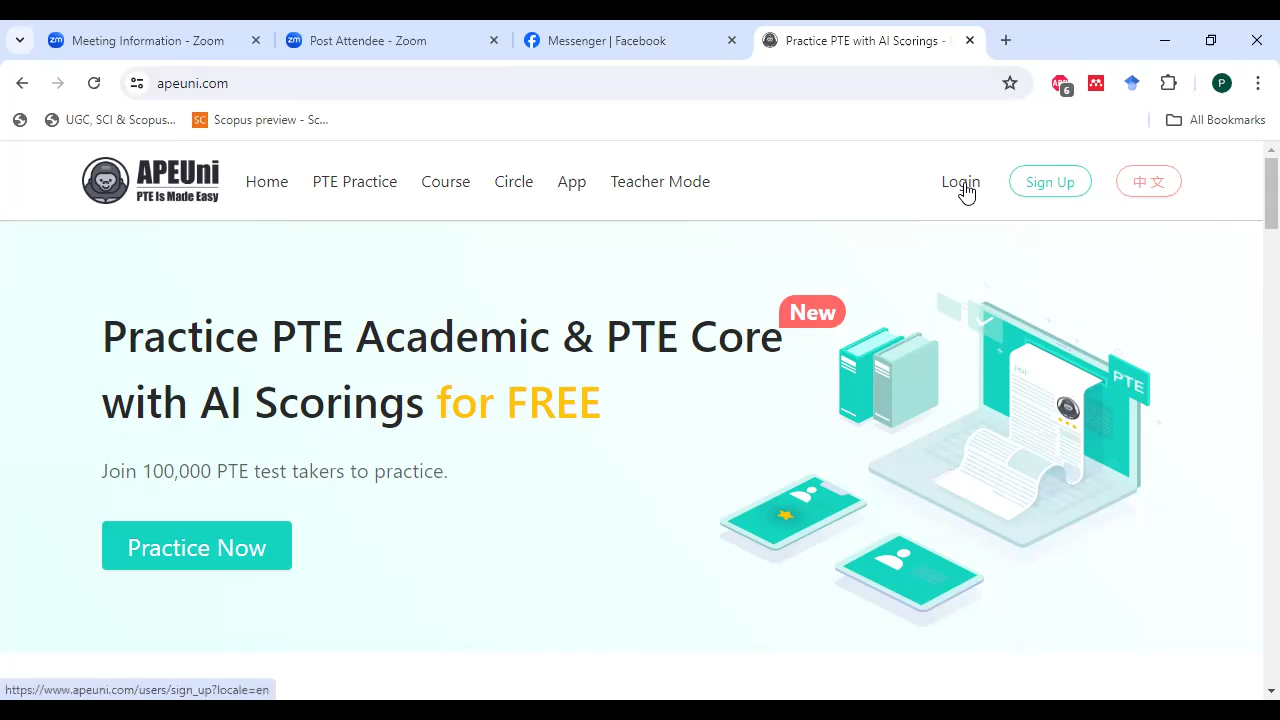 Meeting Information - Zoom
Post Attendee - Zoom
Messenger | Facebook
Practice PTE with AI Scorings -
apeuni.com
6
P
UGC, SCI & Scopus...
SC
Scopus preview - Sc...
All Bookmarks
APEUni
PTE Is Made Easy
Home
PTE Practice
Course
Circle
App
Teacher Mode
Login
Sign Up
中 文
New
Practice PTE Academic & PTE Core
with AI Scorings for FREE
Join 100,000 PTE test takers to practice.
Practice Now
PTE
https://www.apeuni.com/users/sign_up?locale=en